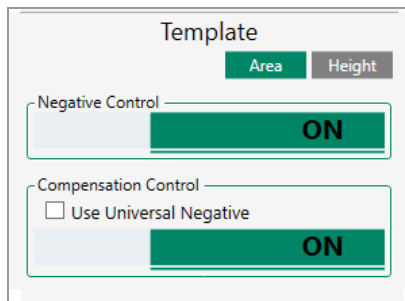 Template
Area Height
Negative Control
ON
Compensation Control
Use Universal Negative
ON